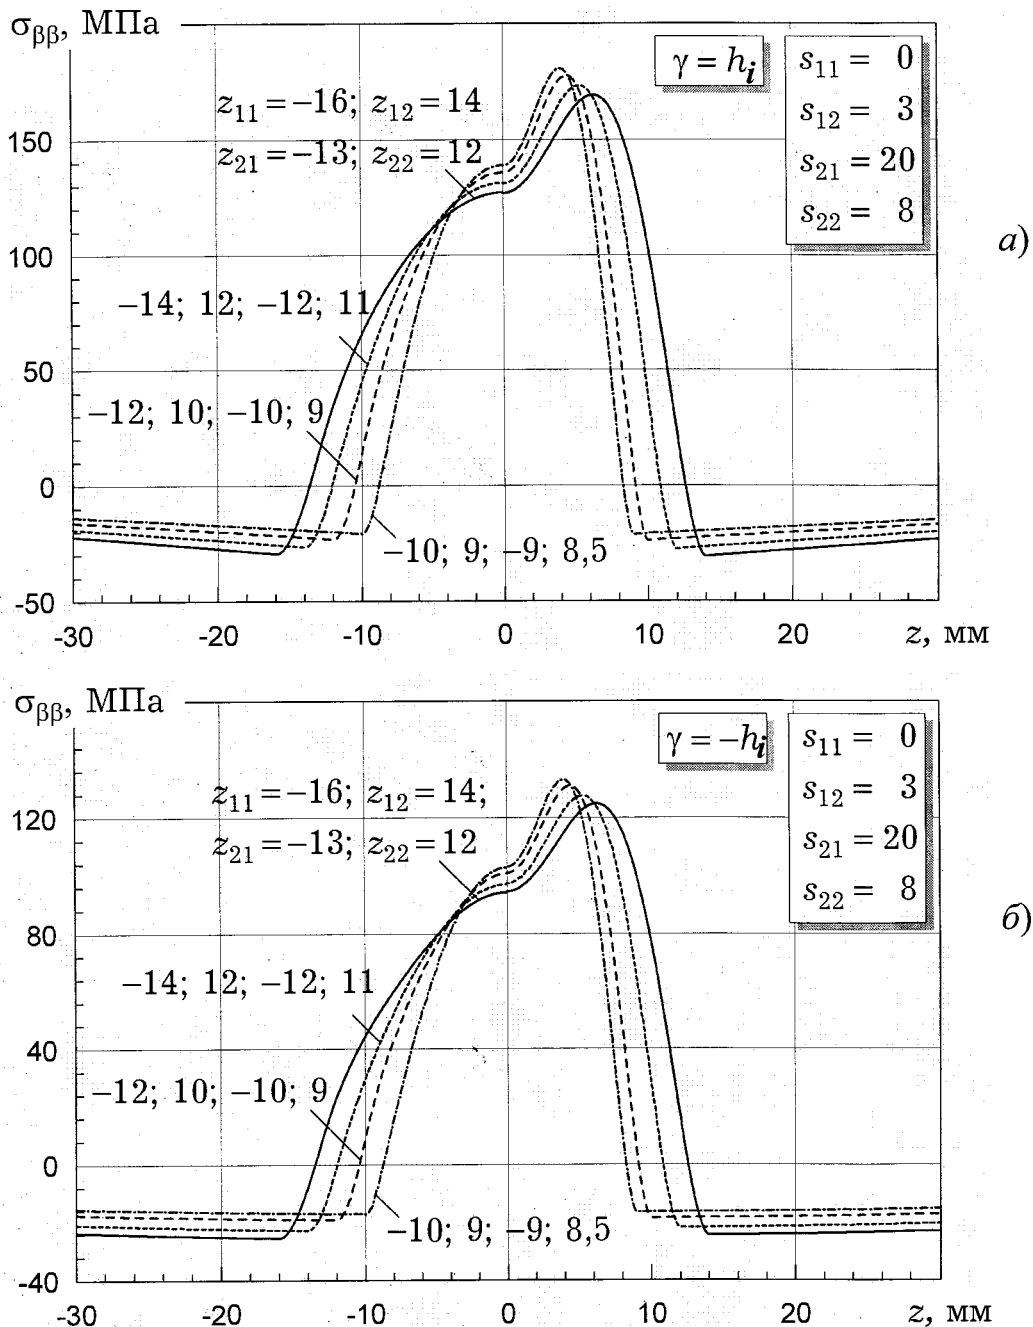 σββ, МПа
γ = hi
s11 = 0
s12 = 3
s21 = 20
s22 = 8
z11 = −16; z12 = 14
z21 = −13; z22 = 12
а)
150
100
−14; 12; −12; 11
50
−12; 10; −10; 9
0
−10; 9; −9; 8,5
-50
-30 -20 -10 0 10 20 z, мм
σββ, МПа
γ = −hi
s11 = 0
s12 = 3
s21 = 20
s22 = 8
z11 = −16; z12 = 14;
z21 = −13; z22 = 12
120
б)
80
−14; 12; −12; 11
40
−12; 10; −10; 9
0
−10; 9; −9; 8,5
-40
-30 -20 -10 0 10 20 z, мм